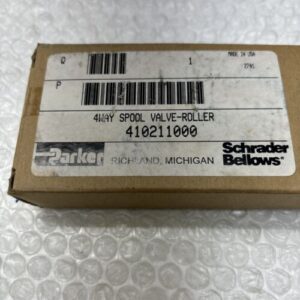 MADE IN USA
Q 1
P
4WAY SPOOL VALVE-ROLLER
410211000
Parker RICHLAND, MICHIGAN
Schrader
Bellows®